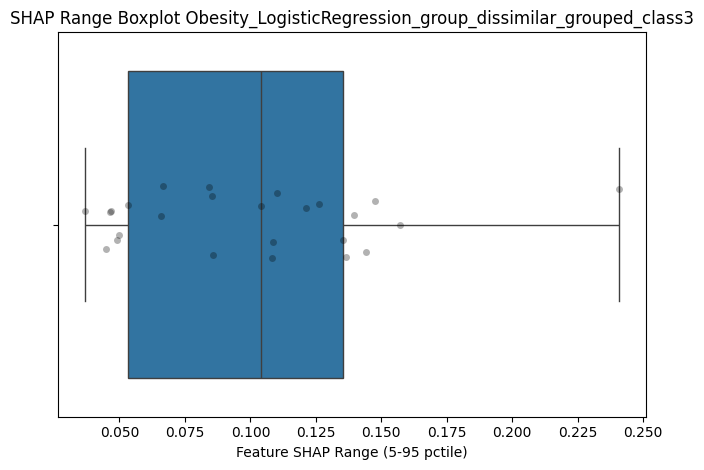 SHAP Range Boxplot Obesity_LogisticRegression_group_dissimilar_grouped_class3
0.050 0.075 0.100 0.125 0.150 0.175 0.200 0.225 0.250
Feature SHAP Range (5-95 pctile)